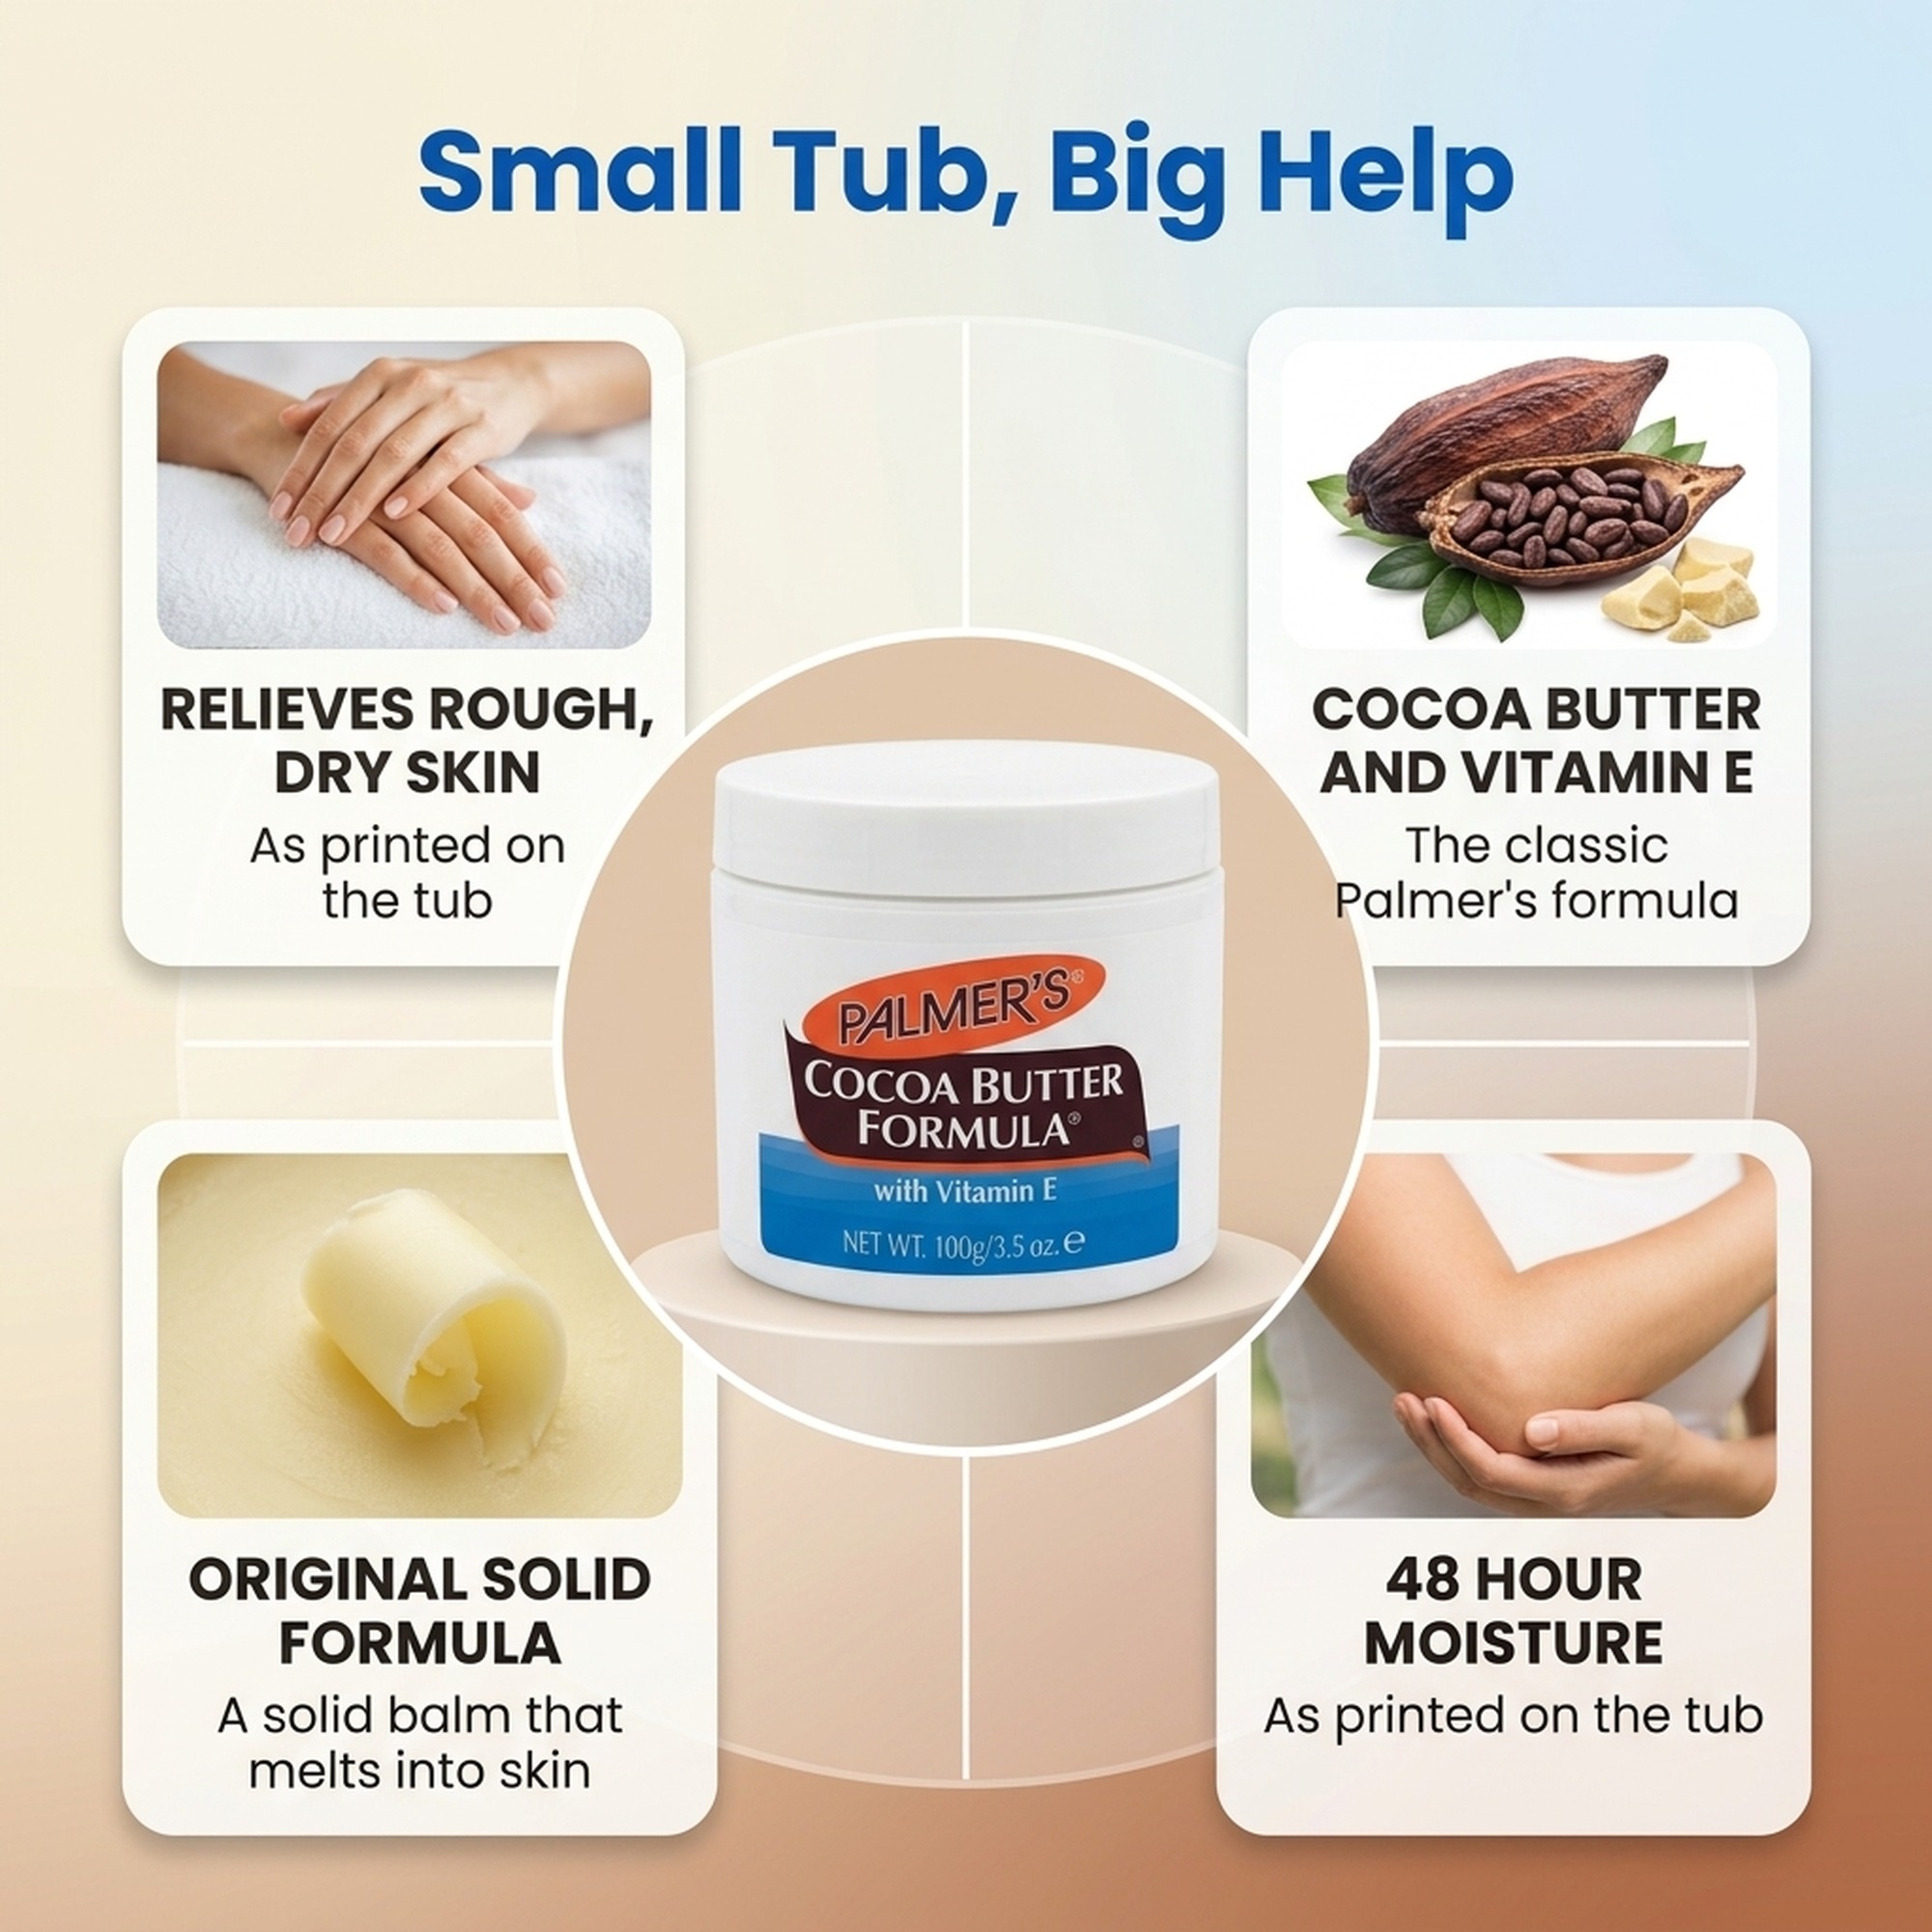 Small Tub, Big Help
RELIEVES ROUGH,
DRY SKIN
As printed on
the tub
COCOA BUTTER
AND VITAMIN E
The classic
Palmer's formula
PALMER'S®
COCOA BUTTER
FORMULA®
®
with Vitamin E
NET WT. 100g/3.5 oz. ℮
ORIGINAL SOLID
FORMULA
A solid balm that
melts into skin
48 HOUR
MOISTURE
As printed on the tub